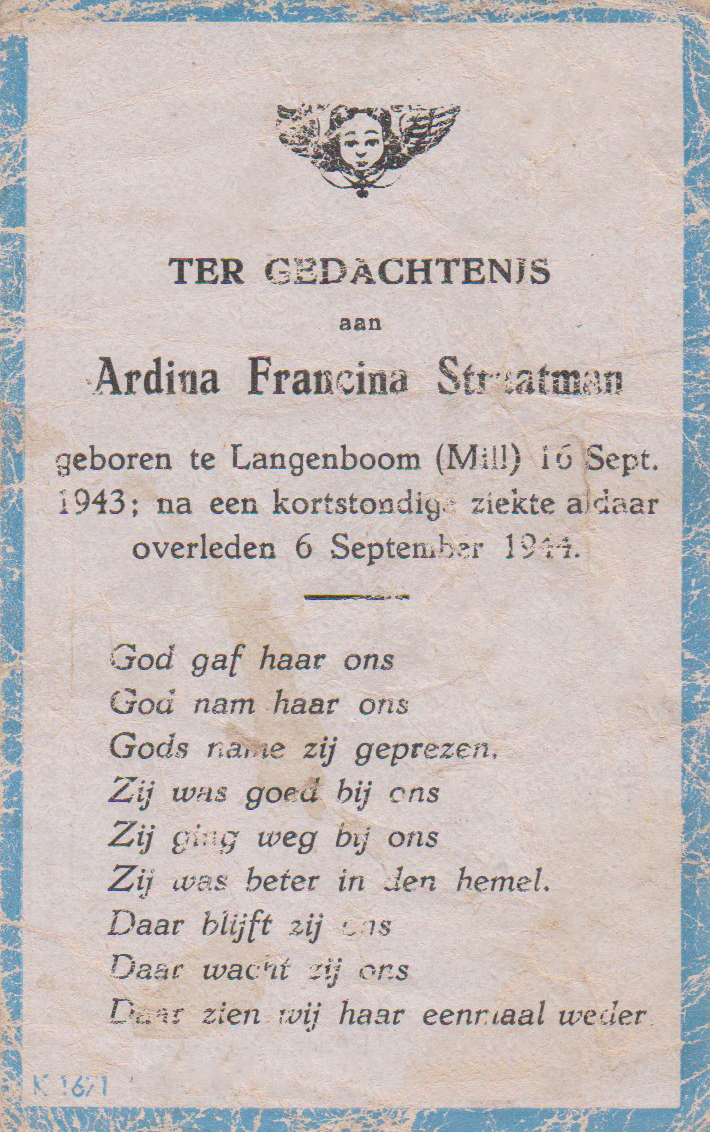 TER GEDACHTENIS
aan
Ardina Francina Straatman
geboren te Langenboom (Mill) 16 Sept.
1943; na een kortstondige ziekte aldaar
overleden 6 September 1944.
God gaf haar ons
God nam haar ons
Gods name zij geprezen.
Zij was goed bij ons
Zij ging weg bij ons
Zij was beter in den hemel.
Daar blijft zij ons
Daar wacht zij ons
Daar zien wij haar eenmaal weder